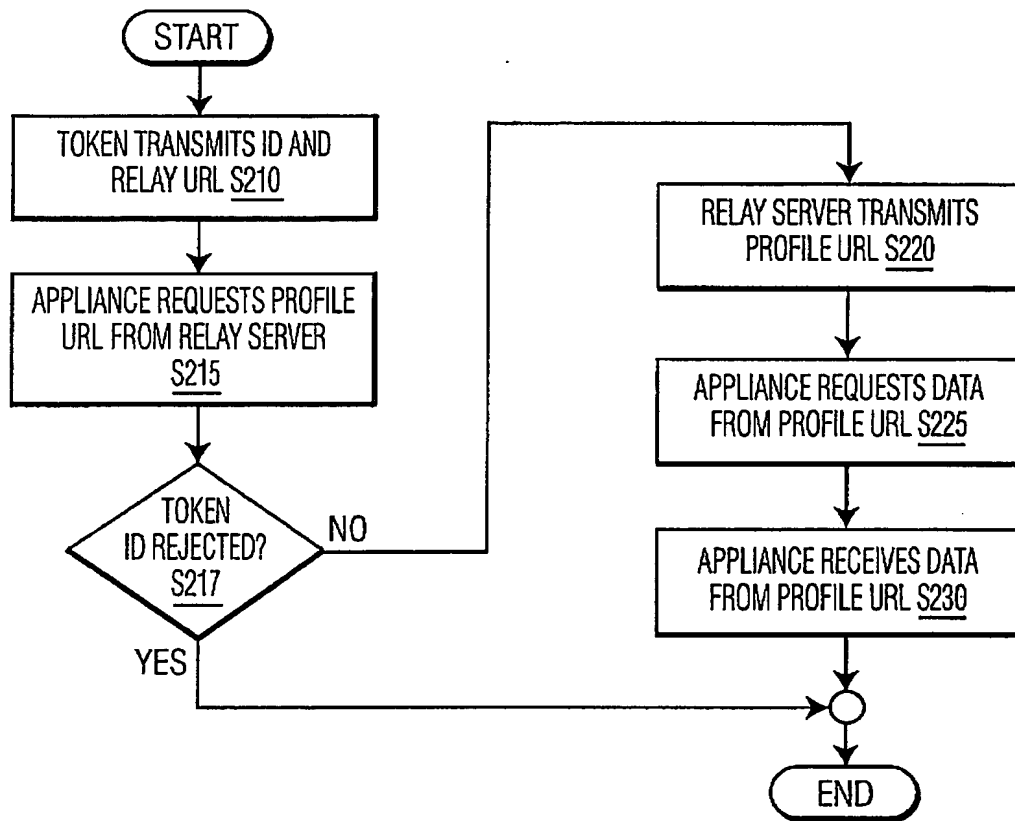 START
TOKEN TRANSMITS ID AND
RELAY URL S210
APPLIANCE REQUESTS PROFILE
URL FROM RELAY SERVER
S215
TOKEN
ID REJECTED?
S217
NO
YES
RELAY SERVER TRANSMITS
PROFILE URL S220
APPLIANCE REQUESTS DATA
FROM PROFILE URL S225
APPLIANCE RECEIVES DATA
FROM PROFILE URL S230
END